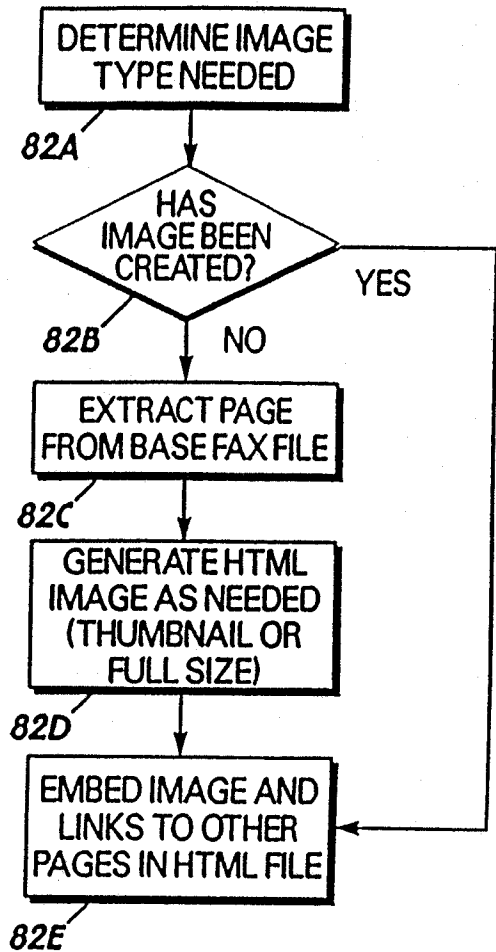 DETERMINE IMAGE
TYPE NEEDED
82A
HAS
IMAGE BEEN
CREATED?
YES
82B
NO
EXTRACT PAGE
FROM BASE FAX FILE
82C
GENERATE HTML
IMAGE AS NEEDED
(THUMBNAIL OR
FULL SIZE)
82D
EMBED IMAGE AND
LINKS TO OTHER
PAGES IN HTML FILE
82E